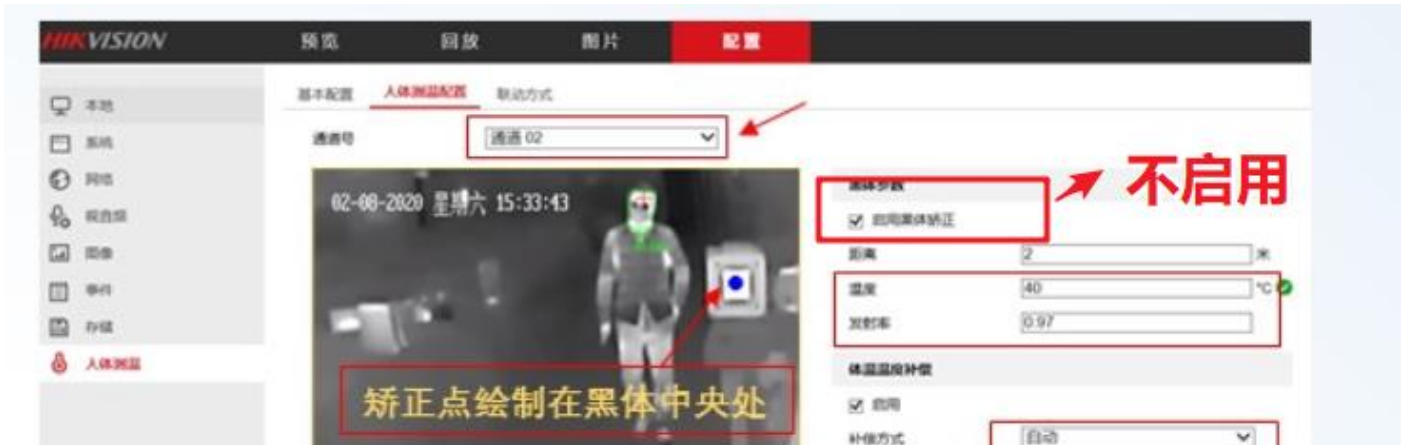 HIKVISION 预览 回放 图片 配置
本地
系统
网络
视音频
图像
事件
存储
人体测温
基本配置 人体测温配置 联动方式
通道号 通道 02
02-08-2020 星期六 15:33:43
矫正点绘制在黑体中央处
黑体参数
不启用
启用黑体矫正
距离 2 米
温度 40 °C
发射率 0.97
体温温度补偿
启用
补偿方式 自动